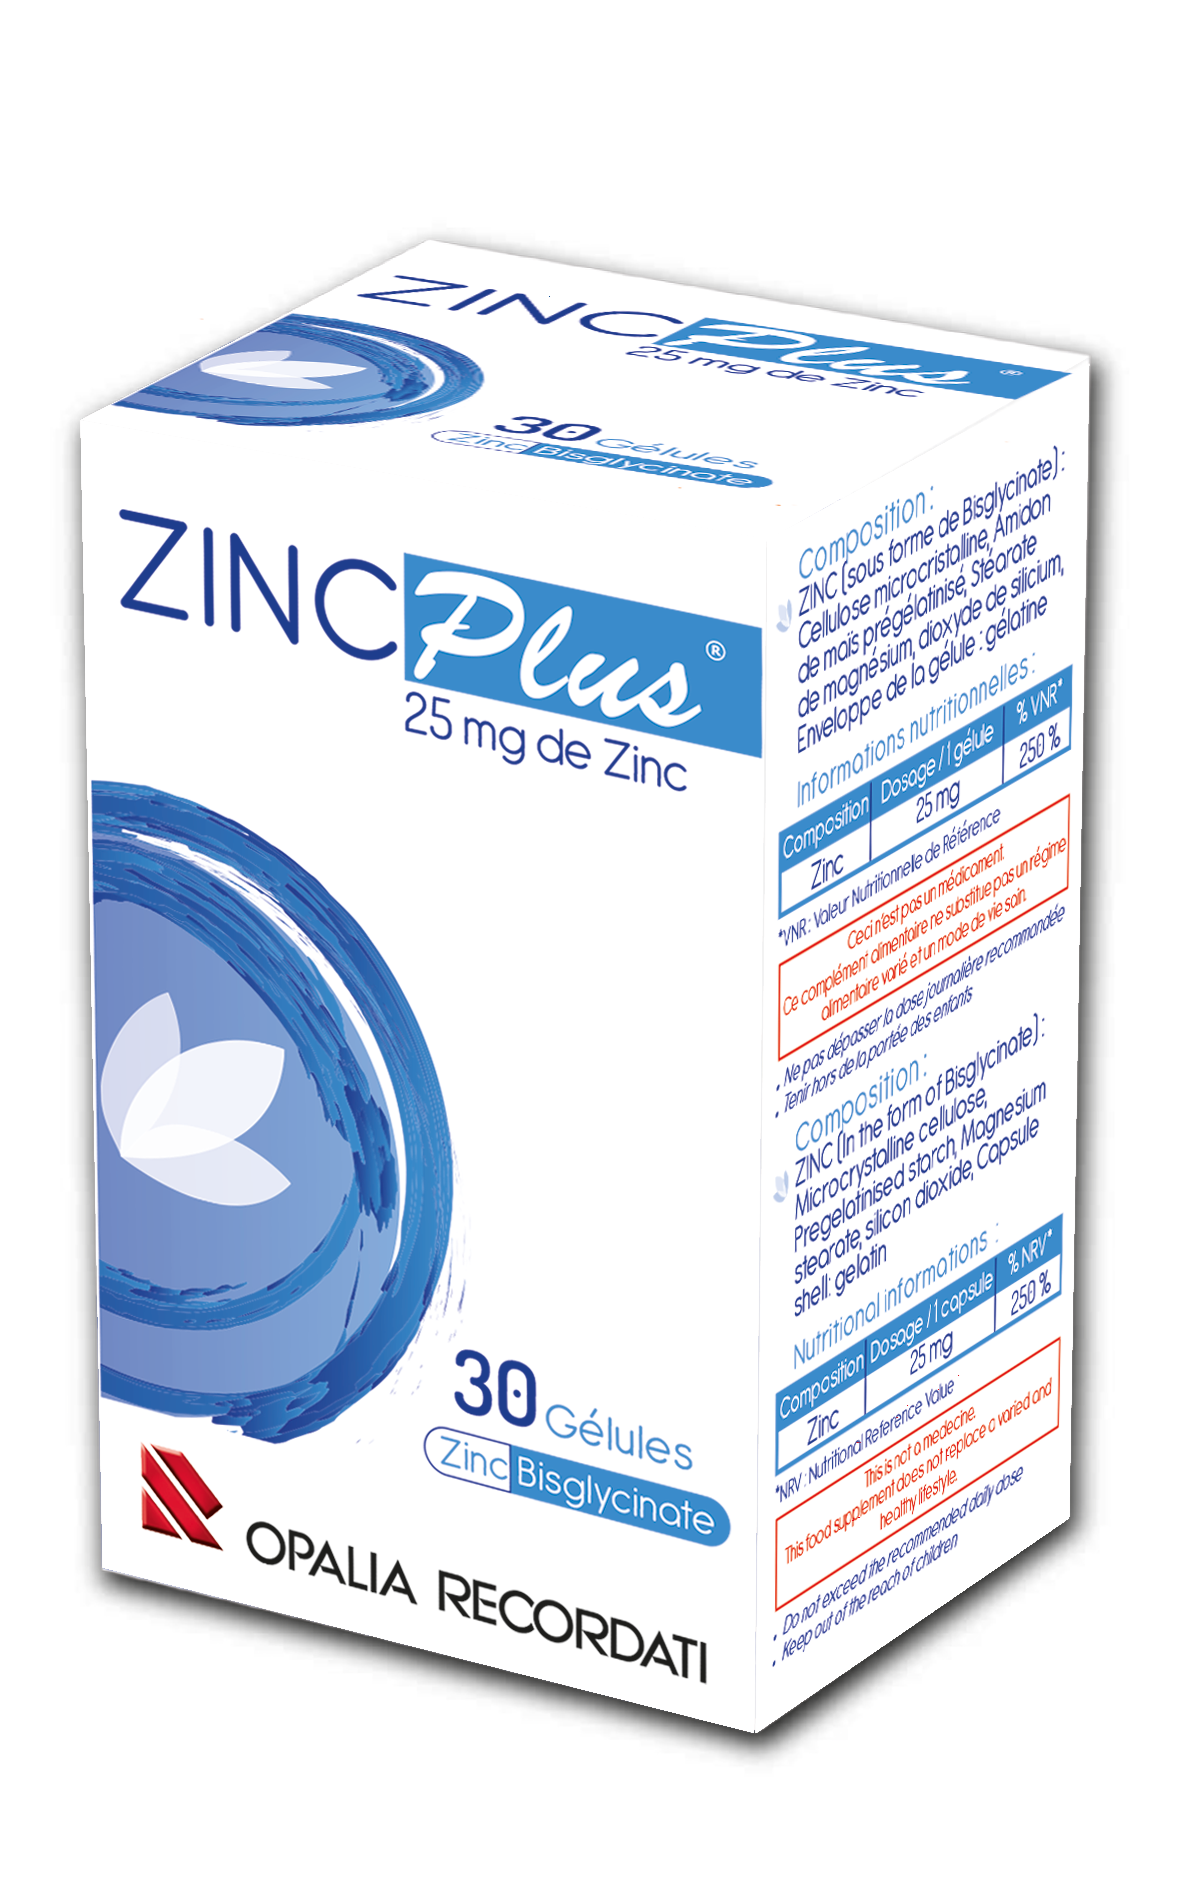 ZINC Plus ®
25 mg de Zinc
30 Gélules
Zinc Bisglycinate
ZINC Plus ®
25 mg de Zinc
30 Gélules
Zinc Bisglycinate
OPALIA RECORDATI
Composition :
ZINC (sous forme de Bisglycinate) :
Cellulose microcristalline, Amidon
de maïs prégélatinisé, Stéarate
de magnésium, dioxyde de silicium,
Enveloppe de la gélule : gélatine
Informations nutritionnelles :
Composition Dosage / 1 gélule % VNR*
Zinc 25 mg 250 %
*VNR : Valeur Nutritionnelle de Référence
Ceci n'est pas un médicament.
Ce complément alimentaire ne substitue pas un régime
alimentaire varié et un mode de vie sain.
• Ne pas dépasser la dose journalière recommandée
• Tenir hors de la portée des enfants
Composition :
ZINC (In the form of Bisglycinate) :
Microcrystalline cellulose,
Pregelatinised starch, Magnesium
stearate, silicon dioxide, Capsule
shell: gelatin
Nutritional informations :
Composition Dosage / 1 capsule % NRV*
Zinc 25 mg 250 %
*NRV : Nutritional Reference Value
This is not a medecine.
This food supplement does not replace a varied and
healthy lifestyle.
• Do not exceed the recommended daily dose
• Keep out of the reach of children